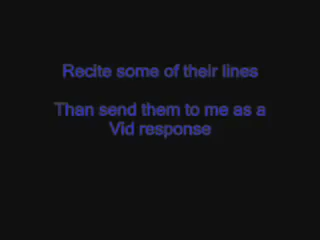 Recite some of their lines
Than send them to me as a
Vid response